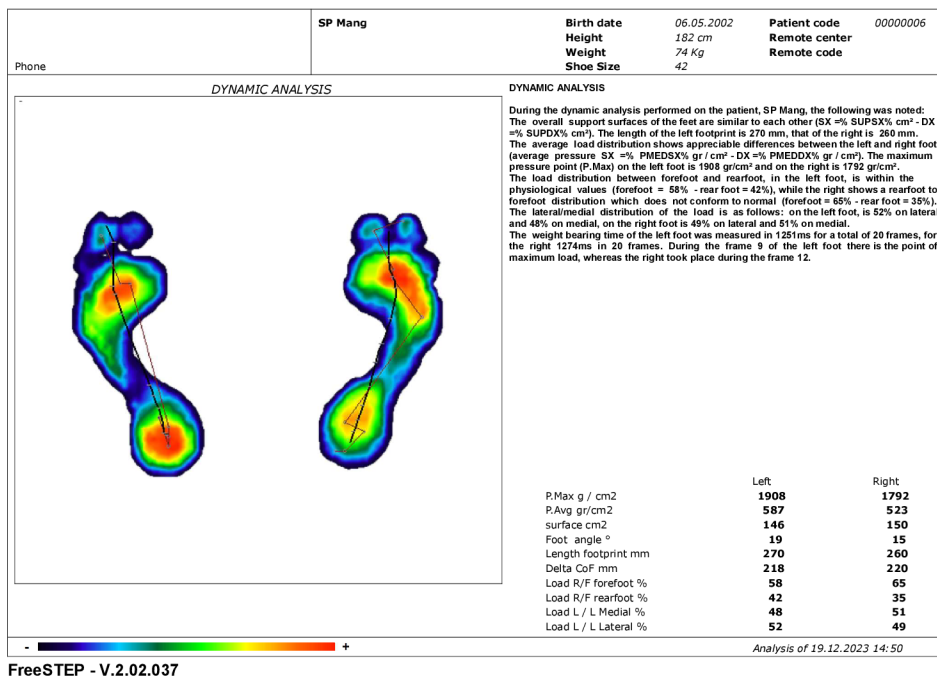 SP Mang
Birth date 06.05.2002 Patient code 00000006
Height 182 cm Remote center
Weight 74 Kg Remote code
Phone
Shoe Size 42
DYNAMIC ANALYSIS
DYNAMIC ANALYSIS
During the dynamic analysis performed on the patient, SP Mang, the following was noted:
The overall support surfaces of the feet are similar to each other (SX =% SUPSX% cm² - DX
=% SUPDX% cm²). The length of the left footprint is 270 mm, that of the right is 260 mm.
The average load distribution shows appreciable differences between the left and right foot
(average pressure SX =% PMEDSX% gr / cm² - DX =% PMEDDX% gr / cm²). The maximum
pressure point (P.Max) on the left foot is 1908 gr/cm² and on the right is 1792 gr/cm².
The load distribution between forefoot and rearfoot, in the left foot, is within the
physiological values (forefoot = 58% - rear foot = 42%), while the right shows a rearfoot to
forefoot distribution which does not conform to normal (forefoot = 65% - rear foot = 35%).
The lateral/medial distribution of the load is as follows: on the left foot, is 52% on lateral
and 48% on medial, on the right foot is 49% on lateral and 51% on medial.
The weight bearing time of the left foot was measured in 1251ms for a total of 20 frames, for
the right 1274ms in 20 frames. During the frame 9 of the left foot there is the point of
maximum load, whereas the right took place during the frame 12.
Left Right
P.Max g / cm2 1908 1792
P.Avg gr/cm2 587 523
surface cm2 146 150
Foot angle ° 19 15
Length footprint mm 270 260
Delta CoF mm 218 220
Load R/F forefoot % 58 65
Load R/F rearfoot % 42 35
Load L / L Medial % 48 51
Load L / L Lateral % 52 49
- +
Analysis of 19.12.2023 14:50
FreeSTEP - V.2.02.037